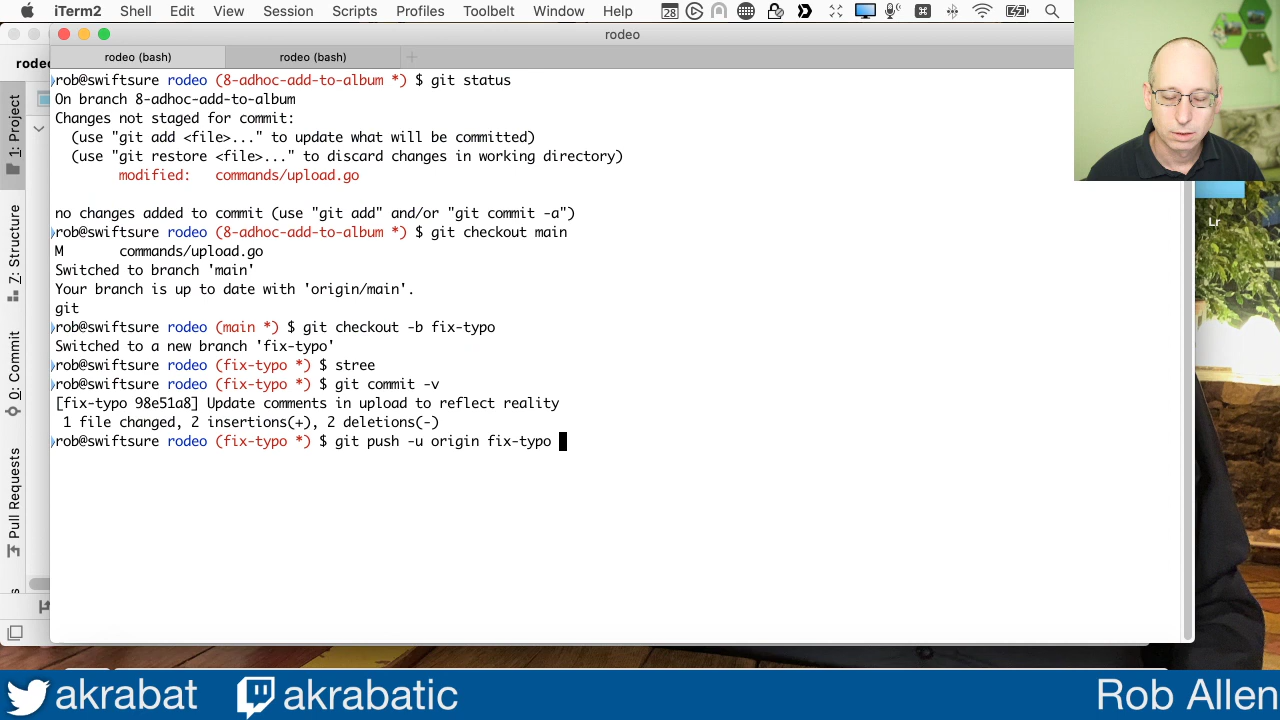 iTerm2 Shell Edit View Session Scripts Profiles Toolbelt Window Help 28
rodeo
rodeo (bash) rodeo (bash) +
rode
1: Project
7: Structure
0: Commit
Pull Requests
rob@swiftsure rodeo (8-adhoc-add-to-album *) $ git status
On branch 8-adhoc-add-to-album
Changes not staged for commit:
(use "git add <file>..." to update what will be committed)
(use "git restore <file>..." to discard changes in working directory)
modified: commands/upload.go
no changes added to commit (use "git add" and/or "git commit -a")
rob@swiftsure rodeo (8-adhoc-add-to-album *) $ git checkout main
M commands/upload.go
Switched to branch 'main'
Your branch is up to date with 'origin/main'.
git
rob@swiftsure rodeo (main *) $ git checkout -b fix-typo
Switched to a new branch 'fix-typo'
rob@swiftsure rodeo (fix-typo *) $ stree
rob@swiftsure rodeo (fix-typo *) $ git commit -v
[fix-typo 98e51a8] Update comments in upload to reflect reality
1 file changed, 2 insertions(+), 2 deletions(-)
rob@swiftsure rodeo (fix-typo *) $ git push -u origin fix-typo
Lr
akrabat akrabatic Rob Allen